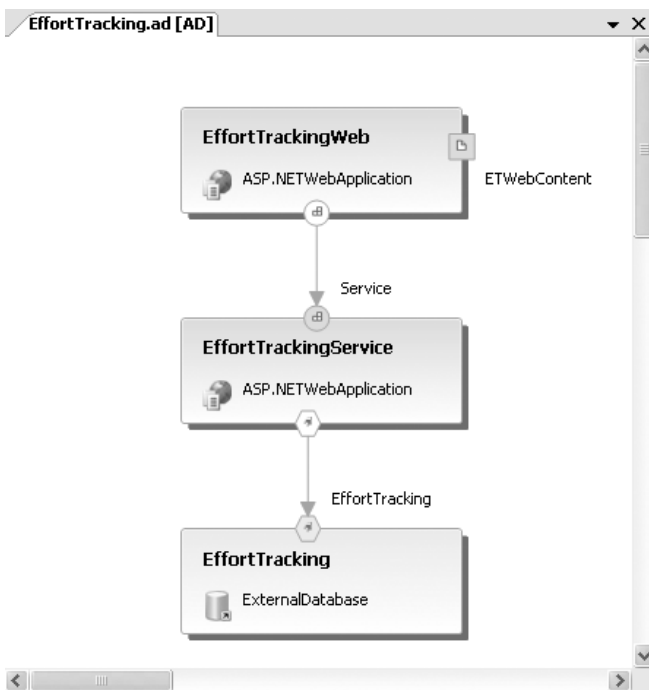 EffortTracking.ad [AD]
EffortTrackingWeb
ASP.NETWebApplication
ETWebContent
Service
EffortTrackingService
ASP.NETWebApplication
EffortTracking
EffortTracking
ExternalDatabase